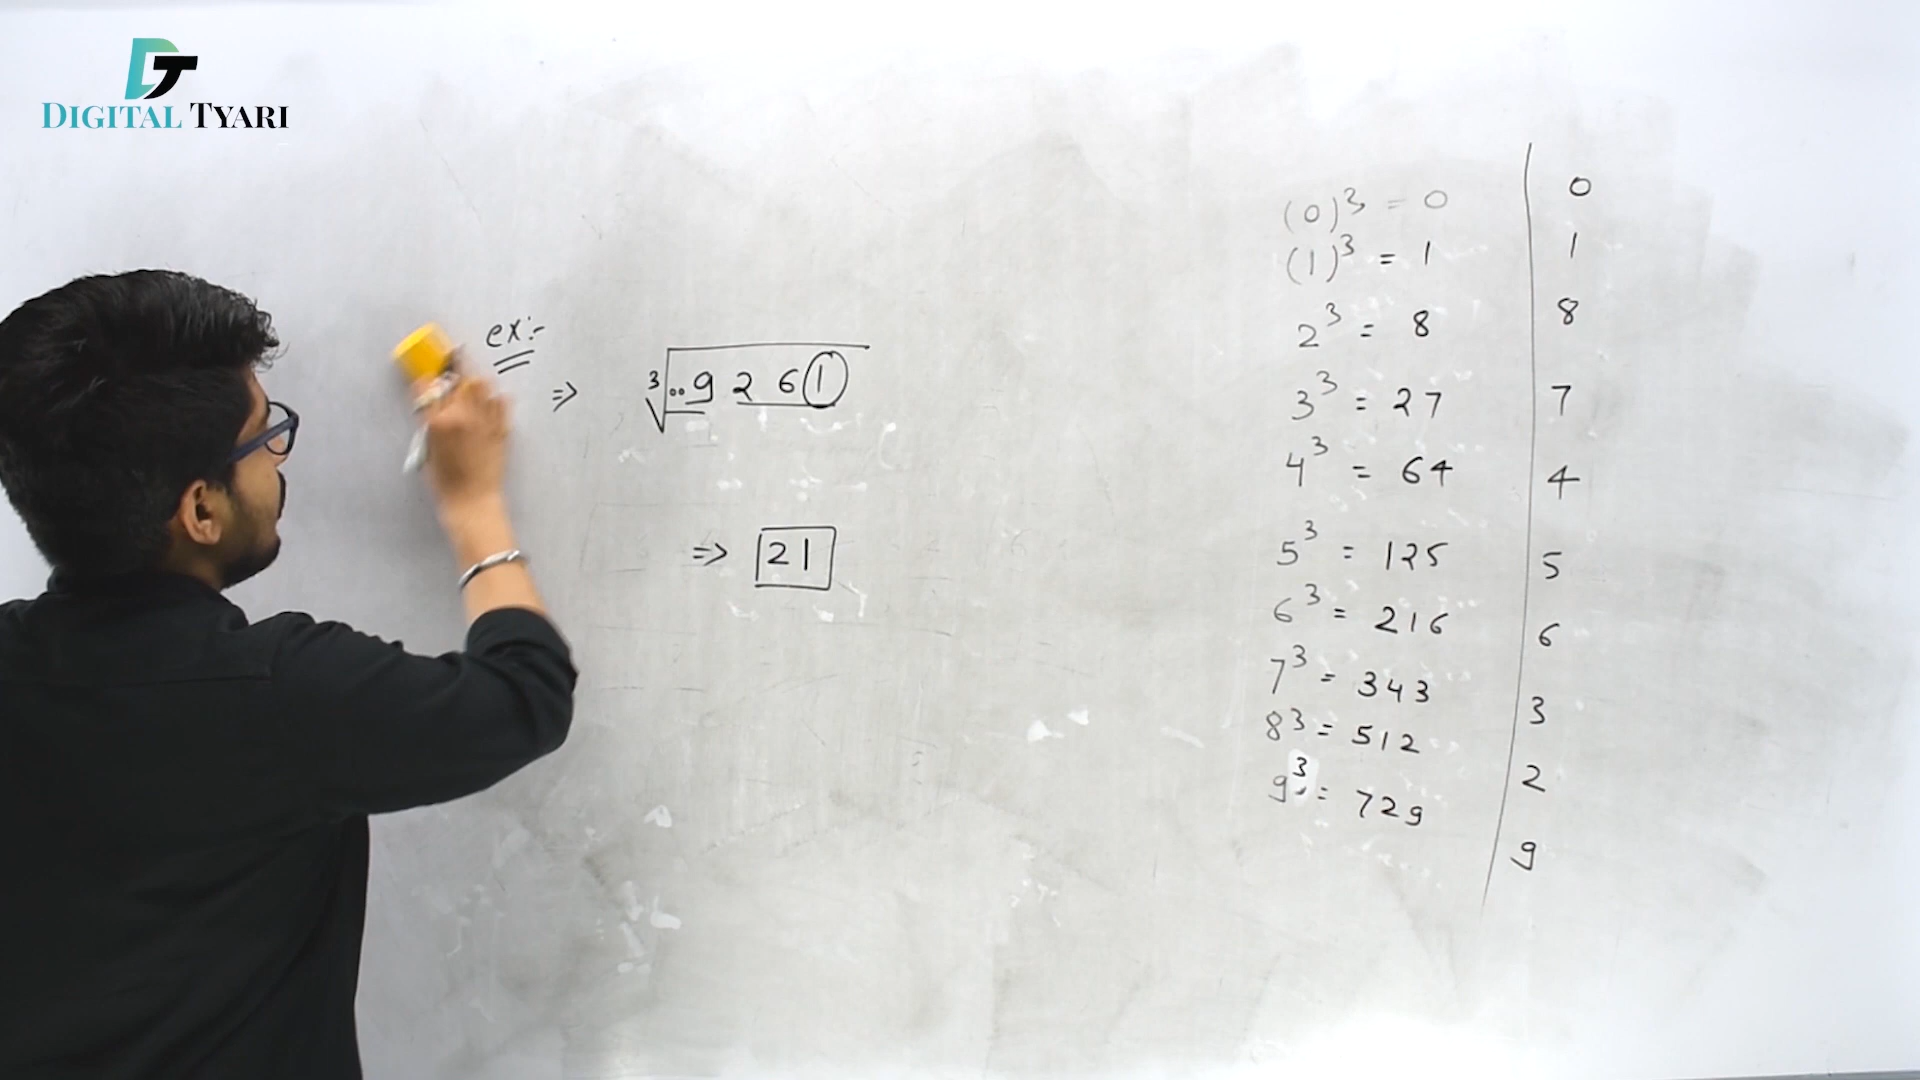 DIGITAL TYARI
ex:-
⇒ ∛..9261
⇒ 21
(0)³ = 0
(1)³ = 1
2³ = 8
3³ = 27
4³ = 64
5³ = 125
6³ = 216
7³ = 343
8³ = 512
9³ = 729
0
1
8
7
4
5
6
3
2
9